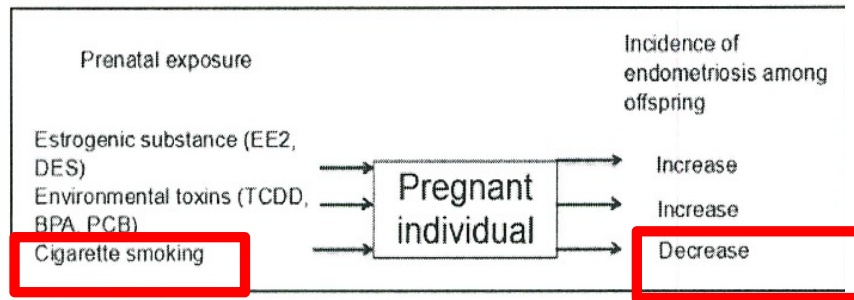 Prenatal exposure
Incidence of
endometriosis among
offspring
Estrogenic substance (EE2,
DES)
Environmental toxins (TCDD,
BPA, PCB)
Cigarette smoking
Pregnant
individual
Increase
Increase
Decrease